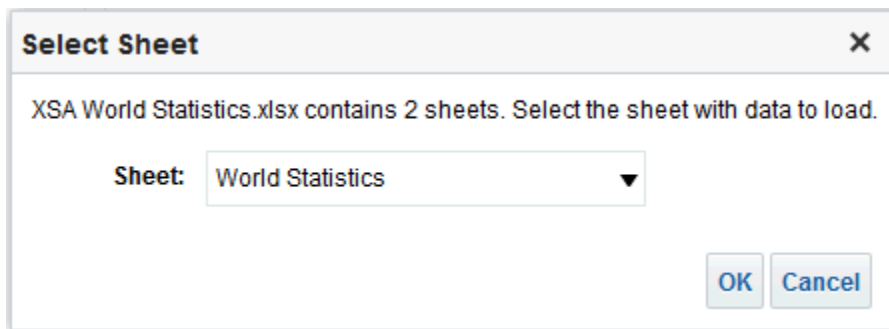 Select Sheet
XSA World Statistics.xlsx contains 2 sheets. Select the sheet with data to load.
Sheet: World Statistics
OK Cancel